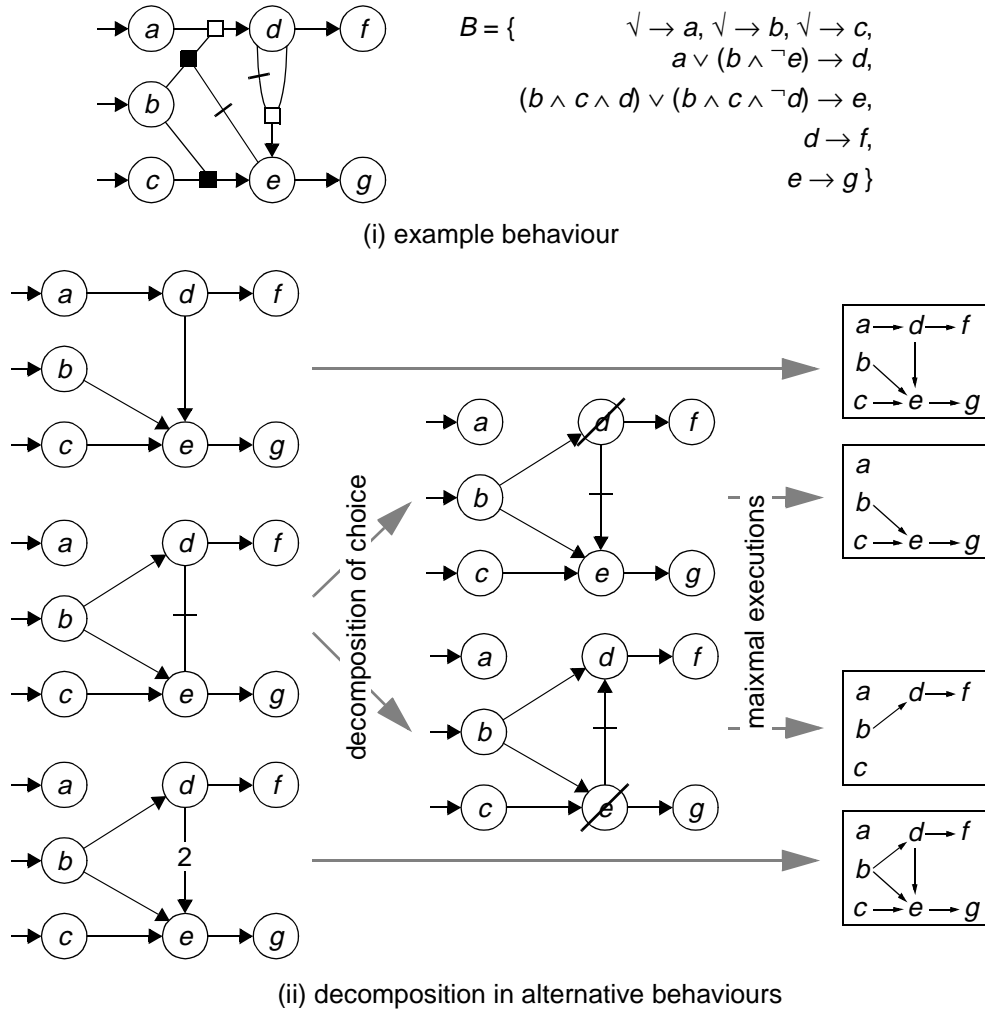 a d f
B = { √ → a, √ → b, √ → c,
a ∨ (b ∧ ¬e) → d,
b
(b ∧ c ∧ d) ∨ (b ∧ c ∧ ¬d) → e,
d → f,
c e g
e → g }
(i) example behaviour
a d f
b
c e g
a d f
b
c e g
a d f
b
2
c e g
decomposition of choice
a d f
b
c e g
a d f
b
c e g
maixmal executions
a d f
b
c e g
a
b
c e g
a
b d f
c
a d f
b
c e g
(ii) decomposition in alternative behaviours